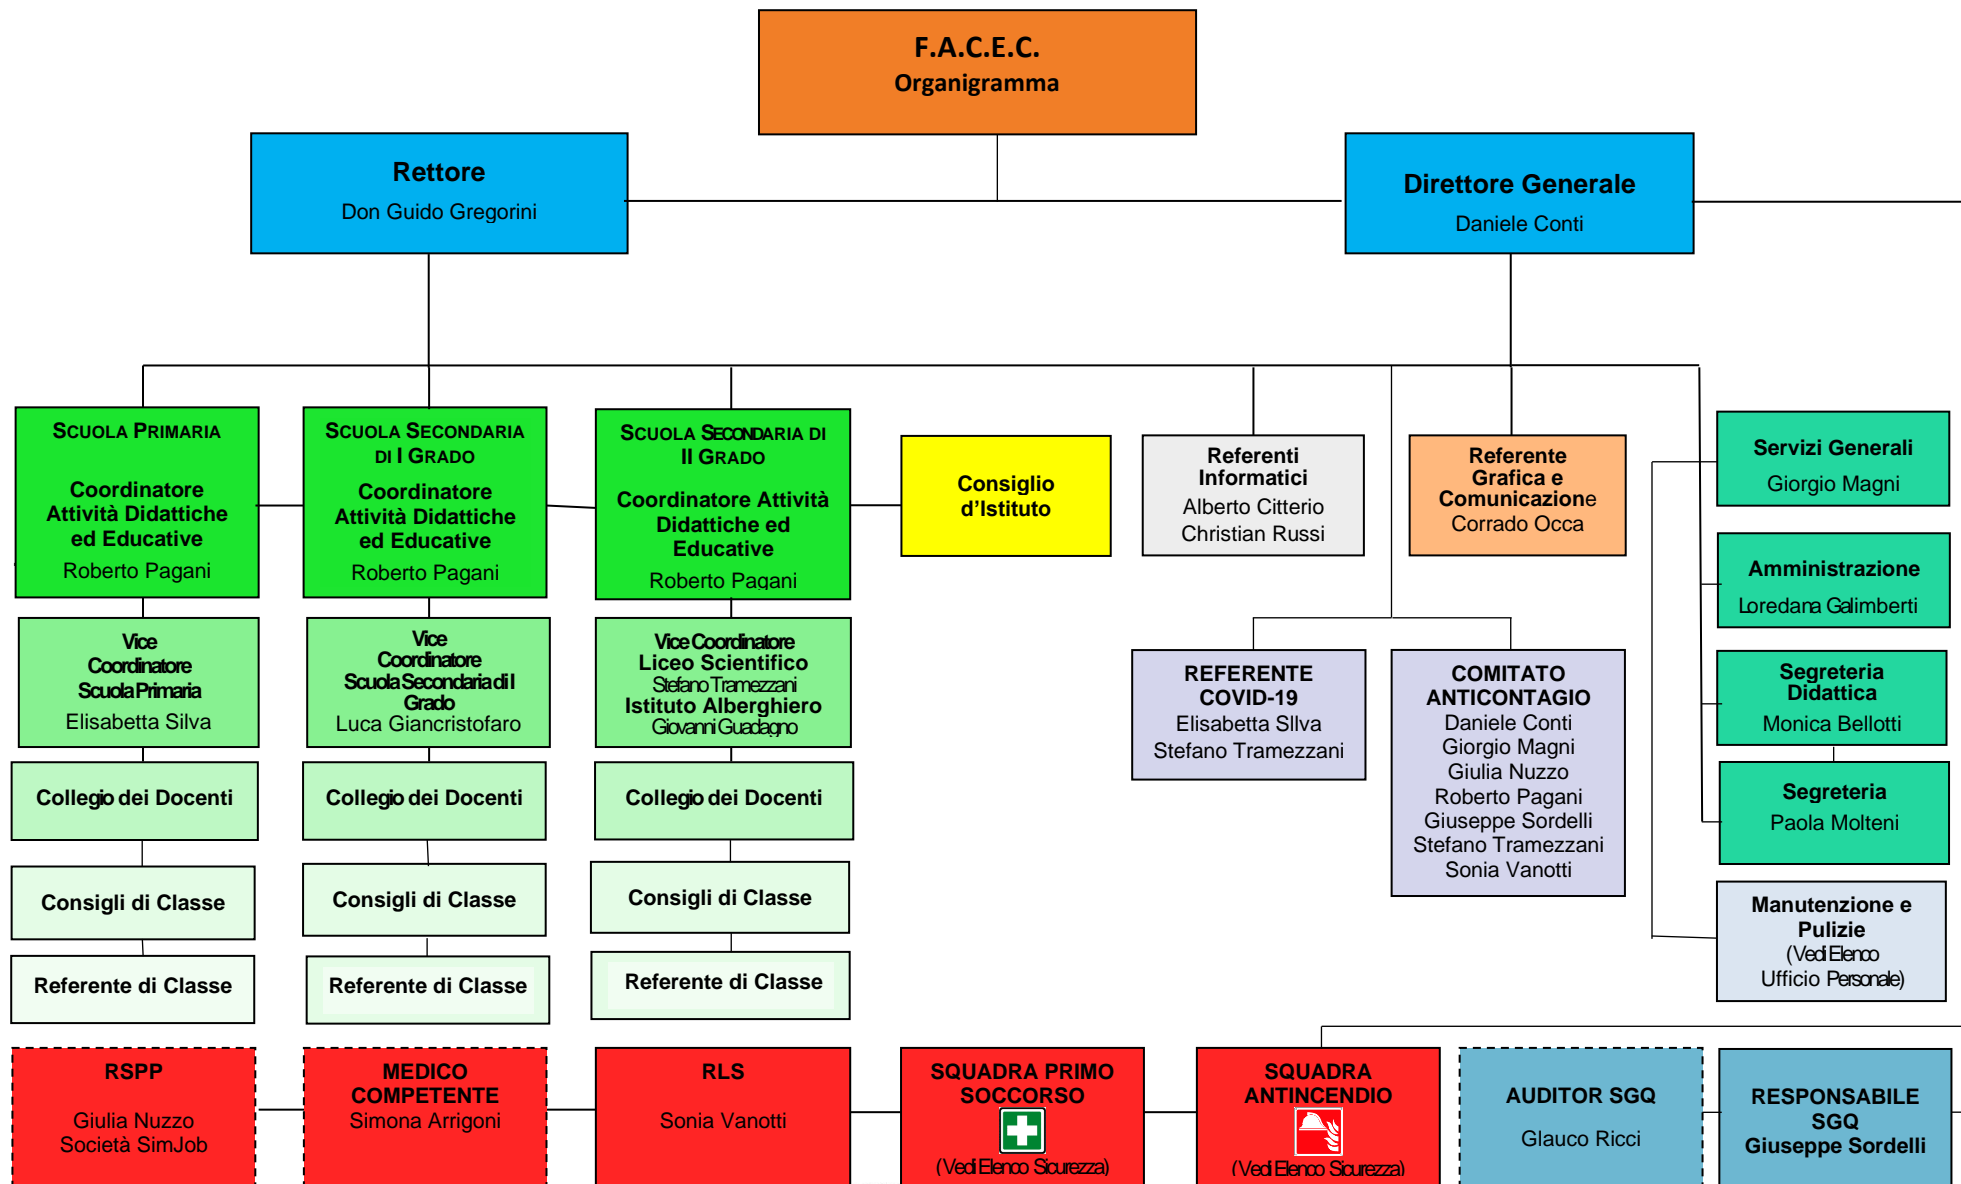 F.A.C.E.C.
Organigramma
Rettore
Don Guido Gregorini
Direttore Generale
Daniele Conti
SCUOLA PRIMARIA
Coordinatore
Attività Didattiche
ed Educative
Roberto Pagani
SCUOLA SECONDARIA
DI I GRADO
Coordinatore
Attività Didattiche
ed Educative
Roberto Pagani
SCUOLA SECONDARIA DI
II GRADO
Coordinatore Attività
Didattiche ed
Educative
Roberto Pagani
Consiglio
d'Istituto
Referenti
Informatici
Alberto Citterio
Christian Russi
Referente
Grafica e
Comunicazione
Corrado Occa
Servizi Generali
Giorgio Magni
Amministrazione
Loredana Galimberti
Segreteria
Didattica
Monica Bellotti
Segreteria
Paola Molteni
Manutenzione e
Pulizie
(Vedi Elenco
Ufficio Personale)
Vice
Coordinatore
Scuola Primaria
Elisabetta Silva
Vice
Coordinatore
Scuola Secondaria di I
Grado
Luca Giancristofaro
Vice Coordinatore
Liceo Scientifico
Stefano Tramezzani
Istituto Alberghiero
Giovanni Guadagno
REFERENTE
COVID-19
Elisabetta SIlva
Stefano Tramezzani
COMITATO
ANTICONTAGIO
Daniele Conti
Giorgio Magni
Giulia Nuzzo
Roberto Pagani
Giuseppe Sordelli
Stefano Tramezzani
Sonia Vanotti
Collegio dei Docenti
Collegio dei Docenti
Collegio dei Docenti
Consigli di Classe
Consigli di Classe
Consigli di Classe
Referente di Classe
Referente di Classe
Referente di Classe
RSPP
Giulia Nuzzo
Società SimJob
MEDICO
COMPETENTE
Simona Arrigoni
RLS
Sonia Vanotti
SQUADRA PRIMO
SOCCORSO
(Vedi Elenco Sicurezza)
SQUADRA
ANTINCENDIO
(Vedi Elenco Sicurezza)
AUDITOR SGQ
Glauco Ricci
RESPONSABILE
SGQ
Giuseppe Sordelli